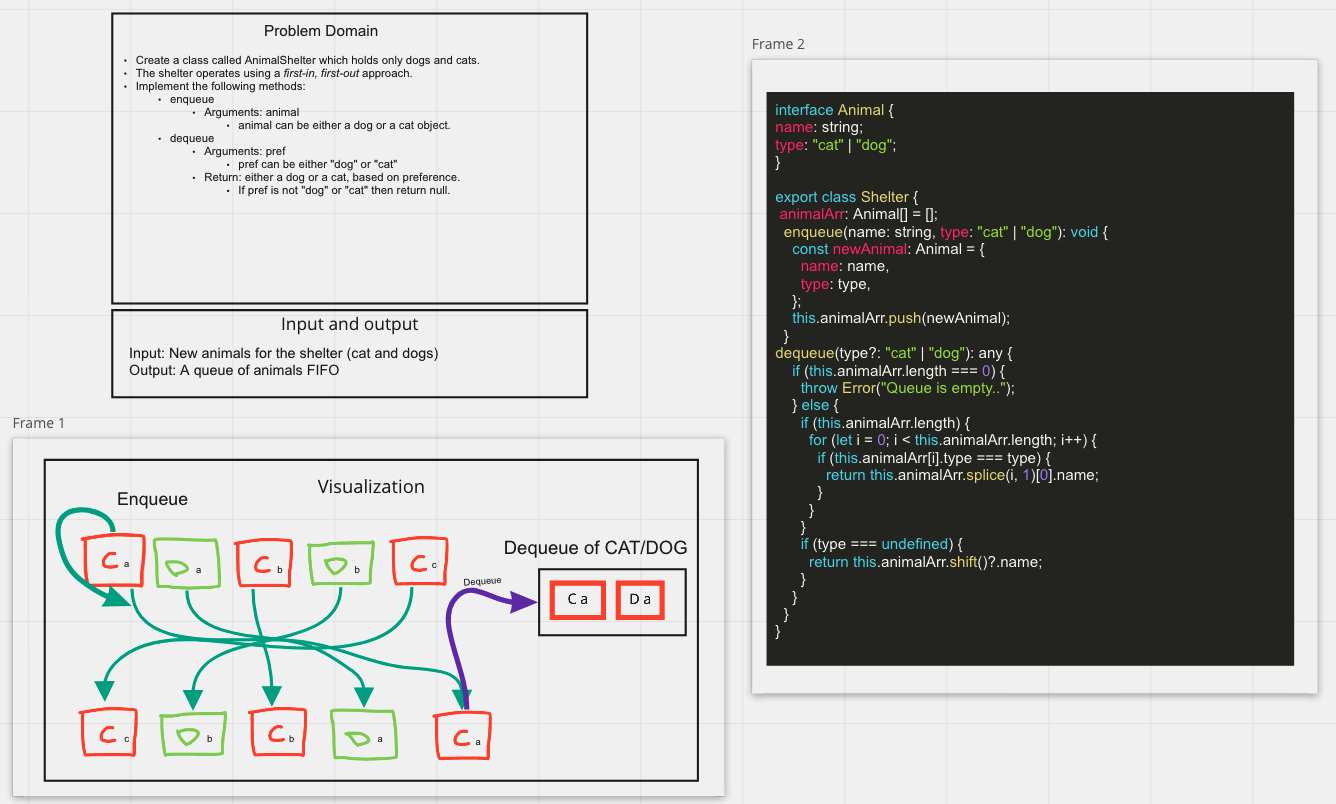 Problem Domain
• Create a class called AnimalShelter which holds only dogs and cats.
• The shelter operates using a first-in, first-out approach.
• Implement the following methods:
• enqueue
• Arguments: animal
• animal can be either a dog or a cat object.
• dequeue
• Arguments: pref
• pref can be either "dog" or "cat"
• Return: either a dog or a cat, based on preference.
• If pref is not "dog" or "cat" then return null.
Input and output
Input: New animals for the shelter (cat and dogs)
Output: A queue of animals FIFO
Frame 1
Visualization
Enqueue
C a
D a
C b
D b
C c
Dequeue of CAT/DOG
Dequeue
C a
D a
C c
D b
C b
D a
C a
Frame 2
interface Animal {
name: string;
type: "cat" | "dog";
}
export class Shelter {
animalArr: Animal[] = [];
enqueue(name: string, type: "cat" | "dog"): void {
const newAnimal: Animal = {
name: name,
type: type,
};
this.animalArr.push(newAnimal);
}
dequeue(type?: "cat" | "dog"): any {
if (this.animalArr.length === 0) {
throw Error("Queue is empty..");
} else {
if (this.animalArr.length) {
for (let i = 0; i < this.animalArr.length; i++) {
if (this.animalArr[i].type === type) {
return this.animalArr.splice(i, 1)[0].name;
}
}
}
if (type === undefined) {
return this.animalArr.shift()?.name;
}
}
}
}